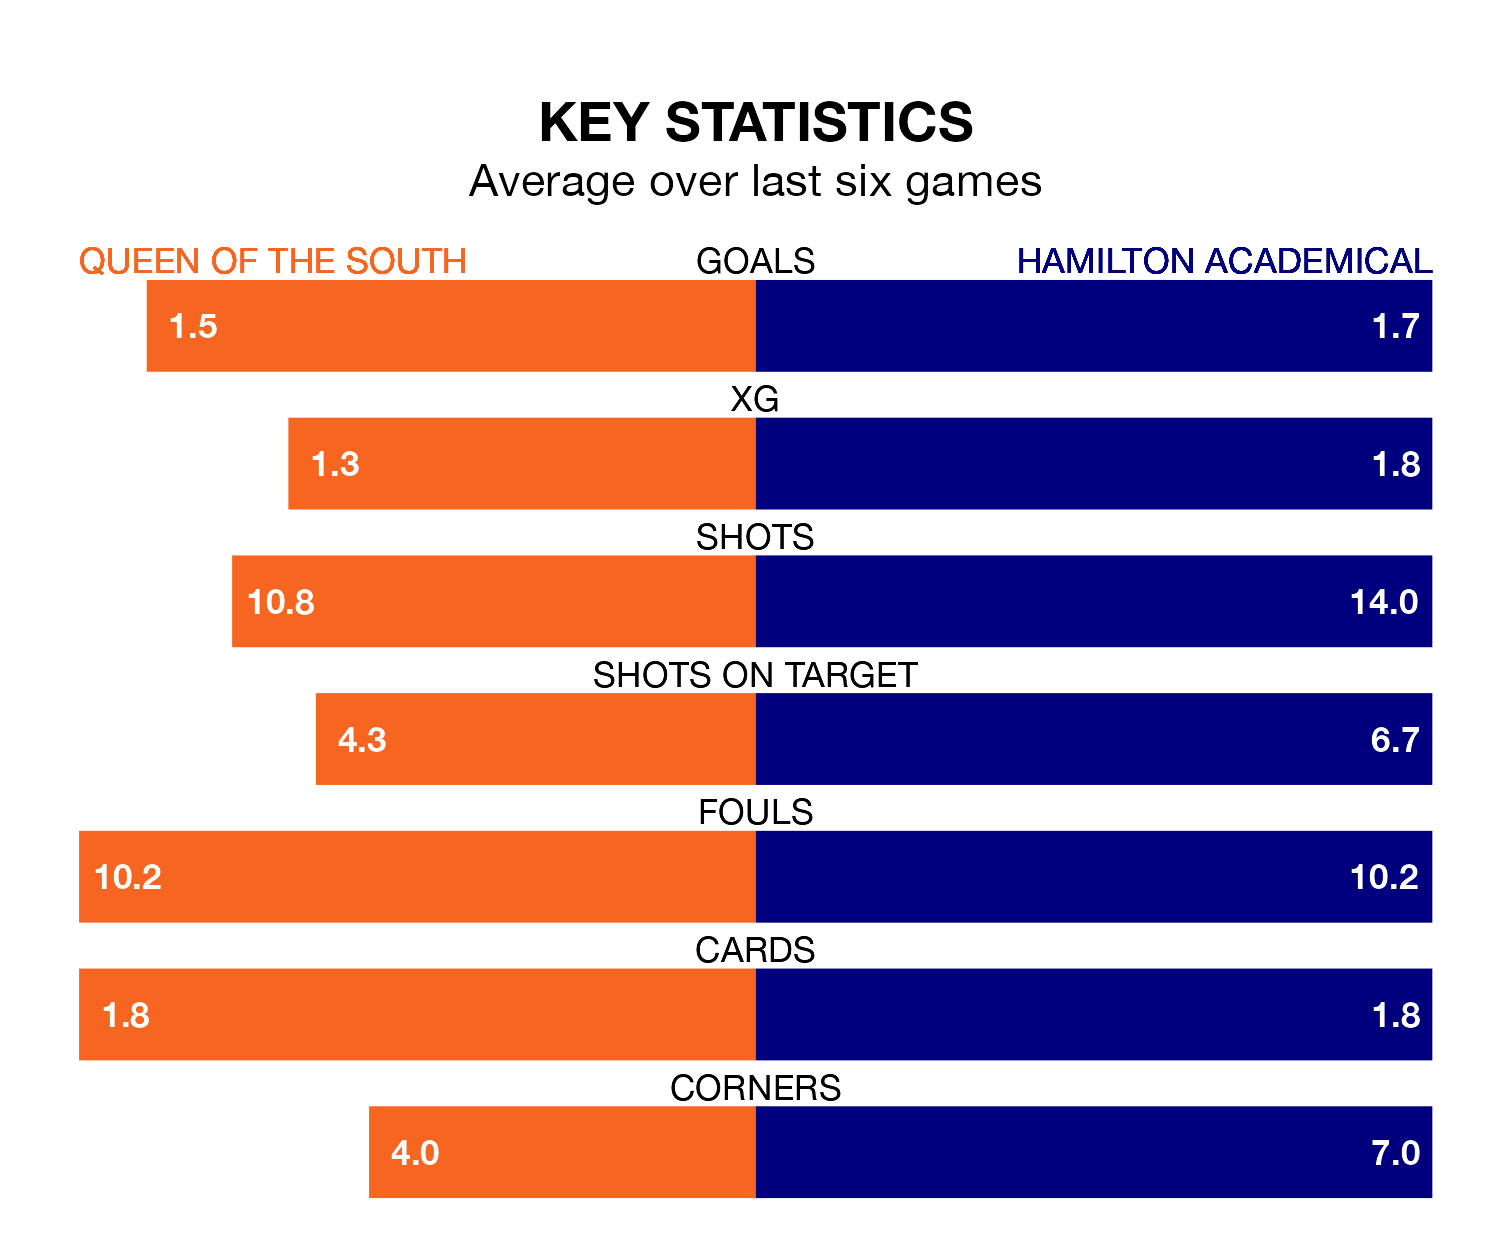 KEY STATISTICS
Average over last six games
QUEEN OF THE SOUTH GOALS HAMILTON ACADEMICAL
1.5 1.7
XG
1.3 1.8
SHOTS
10.8 14.0
SHOTS ON TARGET
4.3 6.7
FOULS
10.2 10.2
CARDS
1.8 1.8
CORNERS
4.0 7.0